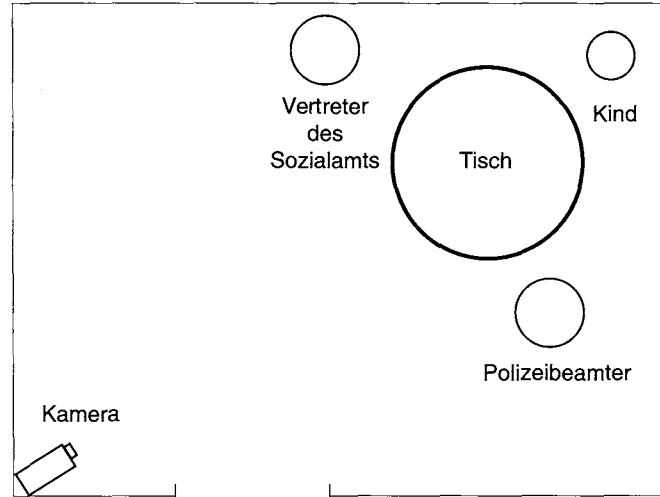 Vertreter
des
Sozialamts
Tisch
Kind
Polizeibeamter
Kamera